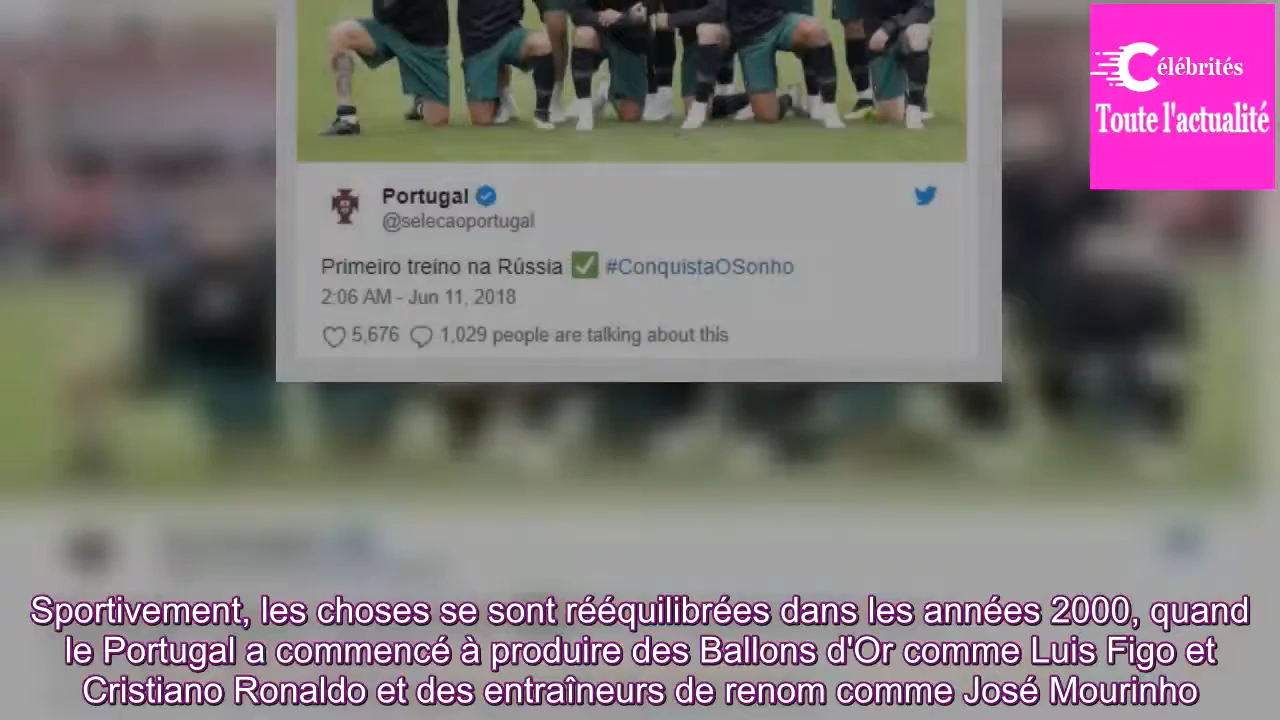 Célébrités
Toute l'actualité
Portugal
@selecaoportugal
Primeiro treino na Rússia ✅ #ConquistaOSonho
2:06 AM - Jun 11, 2018
5,676 1,029 people are talking about this
Sportivement, les choses se sont rééquilibrées dans les années 2000, quand
le Portugal a commencé à produire des Ballons d'Or comme Luis Figo et
Cristiano Ronaldo et des entraîneurs de renom comme José Mourinho